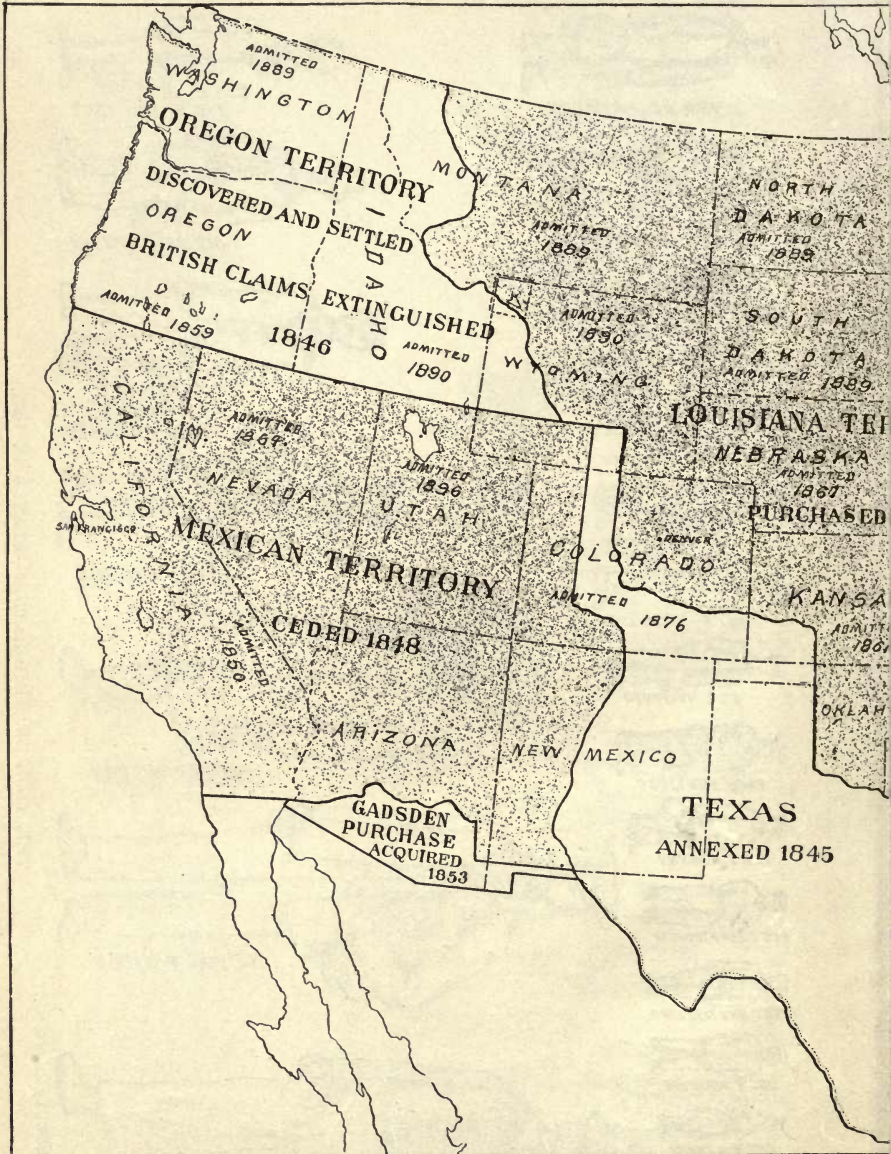 ADMITTED
1889
WASHINGTON
OREGON TERRITORY
DISCOVERED AND SETTLED
OREGON
BRITISH CLAIMS EXTINGUISHED
ADMITTED 1859
1846
IDAHO
ADMITTED
1890
MONTANA
ADMITTED
1889
NORTH
DAKOTA
ADMITTED
1889
ADMITTED
1890
WYOMING
SOUTH
DAKOTA
ADMITTED 1889
LOUISIANA TE
NEBRASKA
ADMITTED
1867
PURCHASED
CALIFORNIA
SAN FRANCISCO
ADMITTED
1850
ADMITTED
1864
NEVADA
ADMITTED
1896
UTAH
MEXICAN TERRITORY
CEDED 1848
DENVER
COLORADO
ADMITTED
1876
KANSA
ADMITT
1861
OKLAH
ARIZONA
NEW MEXICO
GADSDEN
PURCHASE
ACQUIRED
1853
TEXAS
ANNEXED 1845